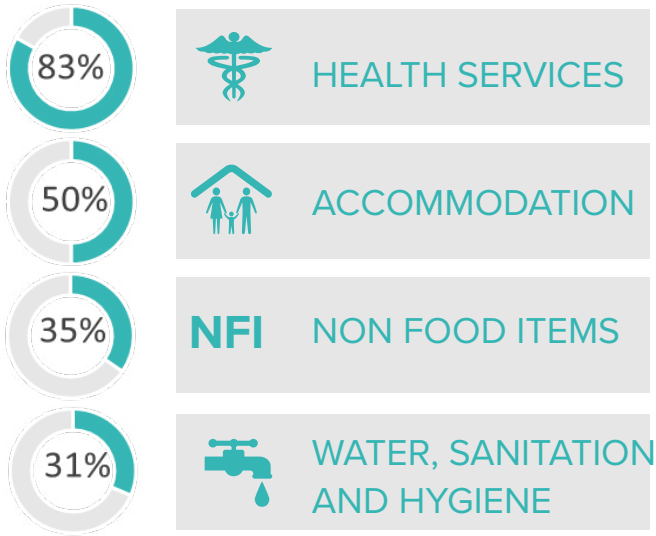 83%
HEALTH SERVICES
50%
ACCOMMODATION
35%
NFI
NON FOOD ITEMS
31%
WATER, SANITATION
AND HYGIENE